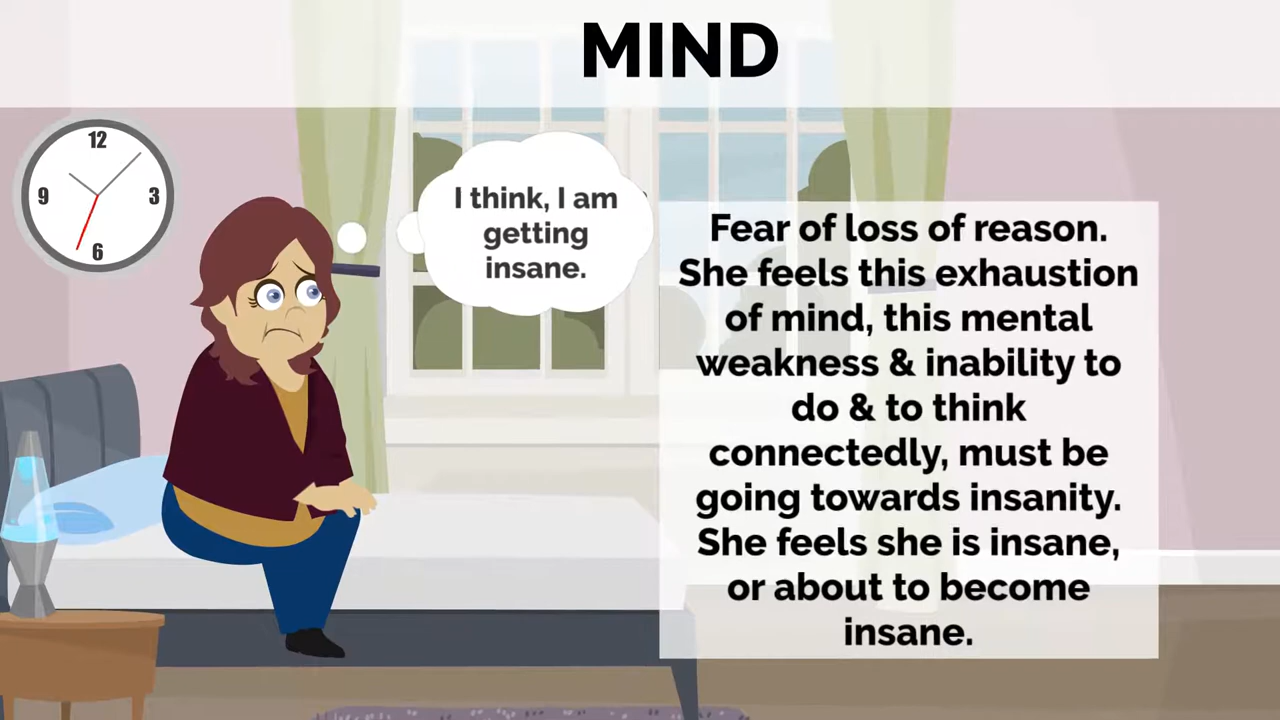 MIND
12
9
3
6
I think, I am
getting
insane.
Fear of loss of reason.
She feels this exhaustion
of mind, this mental
weakness & inability to
do & to think
connectedly, must be
going towards insanity.
She feels she is insane,
or about to become
insane.